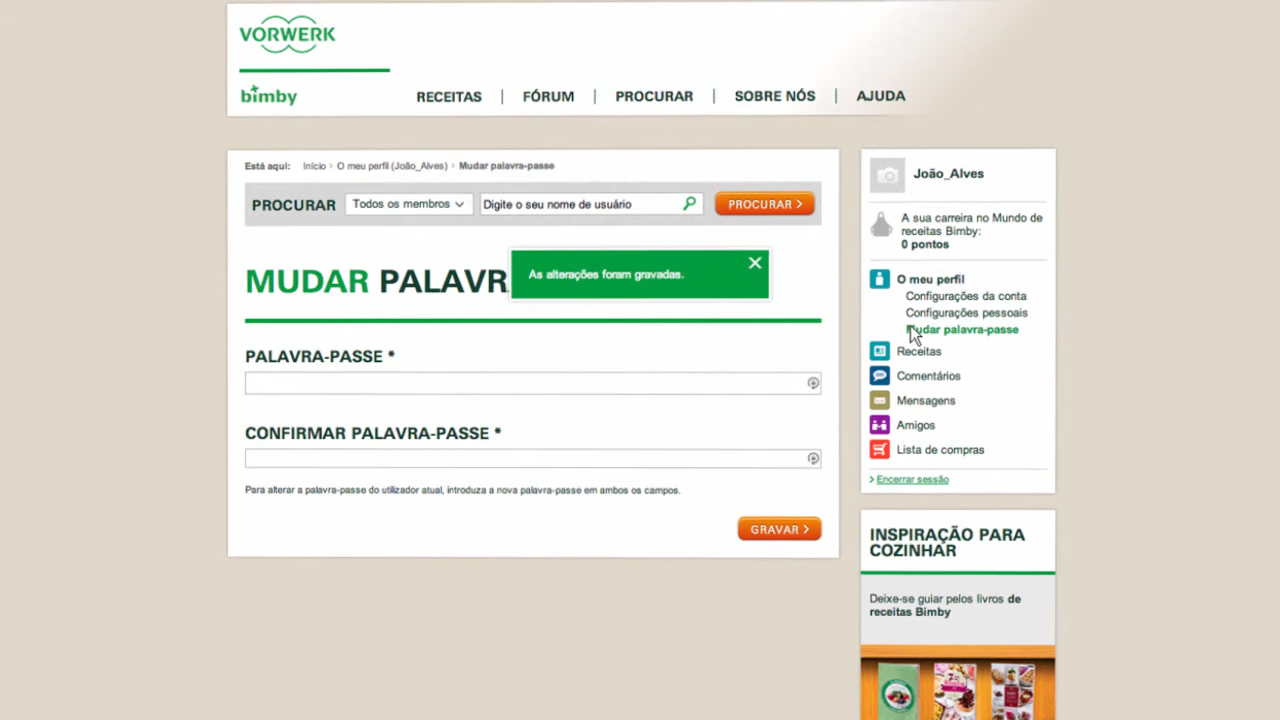 VORWERK
bimby
RECEITAS | FÓRUM | PROCURAR | SOBRE NÓS | AJUDA
Está aqui: Início > O meu perfil (João_Alves) > Mudar palavra-passe
PROCURAR Todos os membros Digite o seu nome de usuário PROCURAR >
MUDAR PALAVR
As alterações foram gravadas.
PALAVRA-PASSE *
CONFIRMAR PALAVRA-PASSE *
Para alterar a palavra-passe do utilizador atual, introduza a nova palavra-passe em ambos os campos.
GRAVAR >
João_Alves
A sua carreira no Mundo de
receitas Bimby:
0 pontos
O meu perfil
Configurações da conta
Configurações pessoais
Mudar palavra-passe
Receitas
Comentários
Mensagens
Amigos
Lista de compras
> Encerrar sessão
INSPIRAÇÃO PARA
COZINHAR
Deixe-se guiar pelos livros de
receitas Bimby